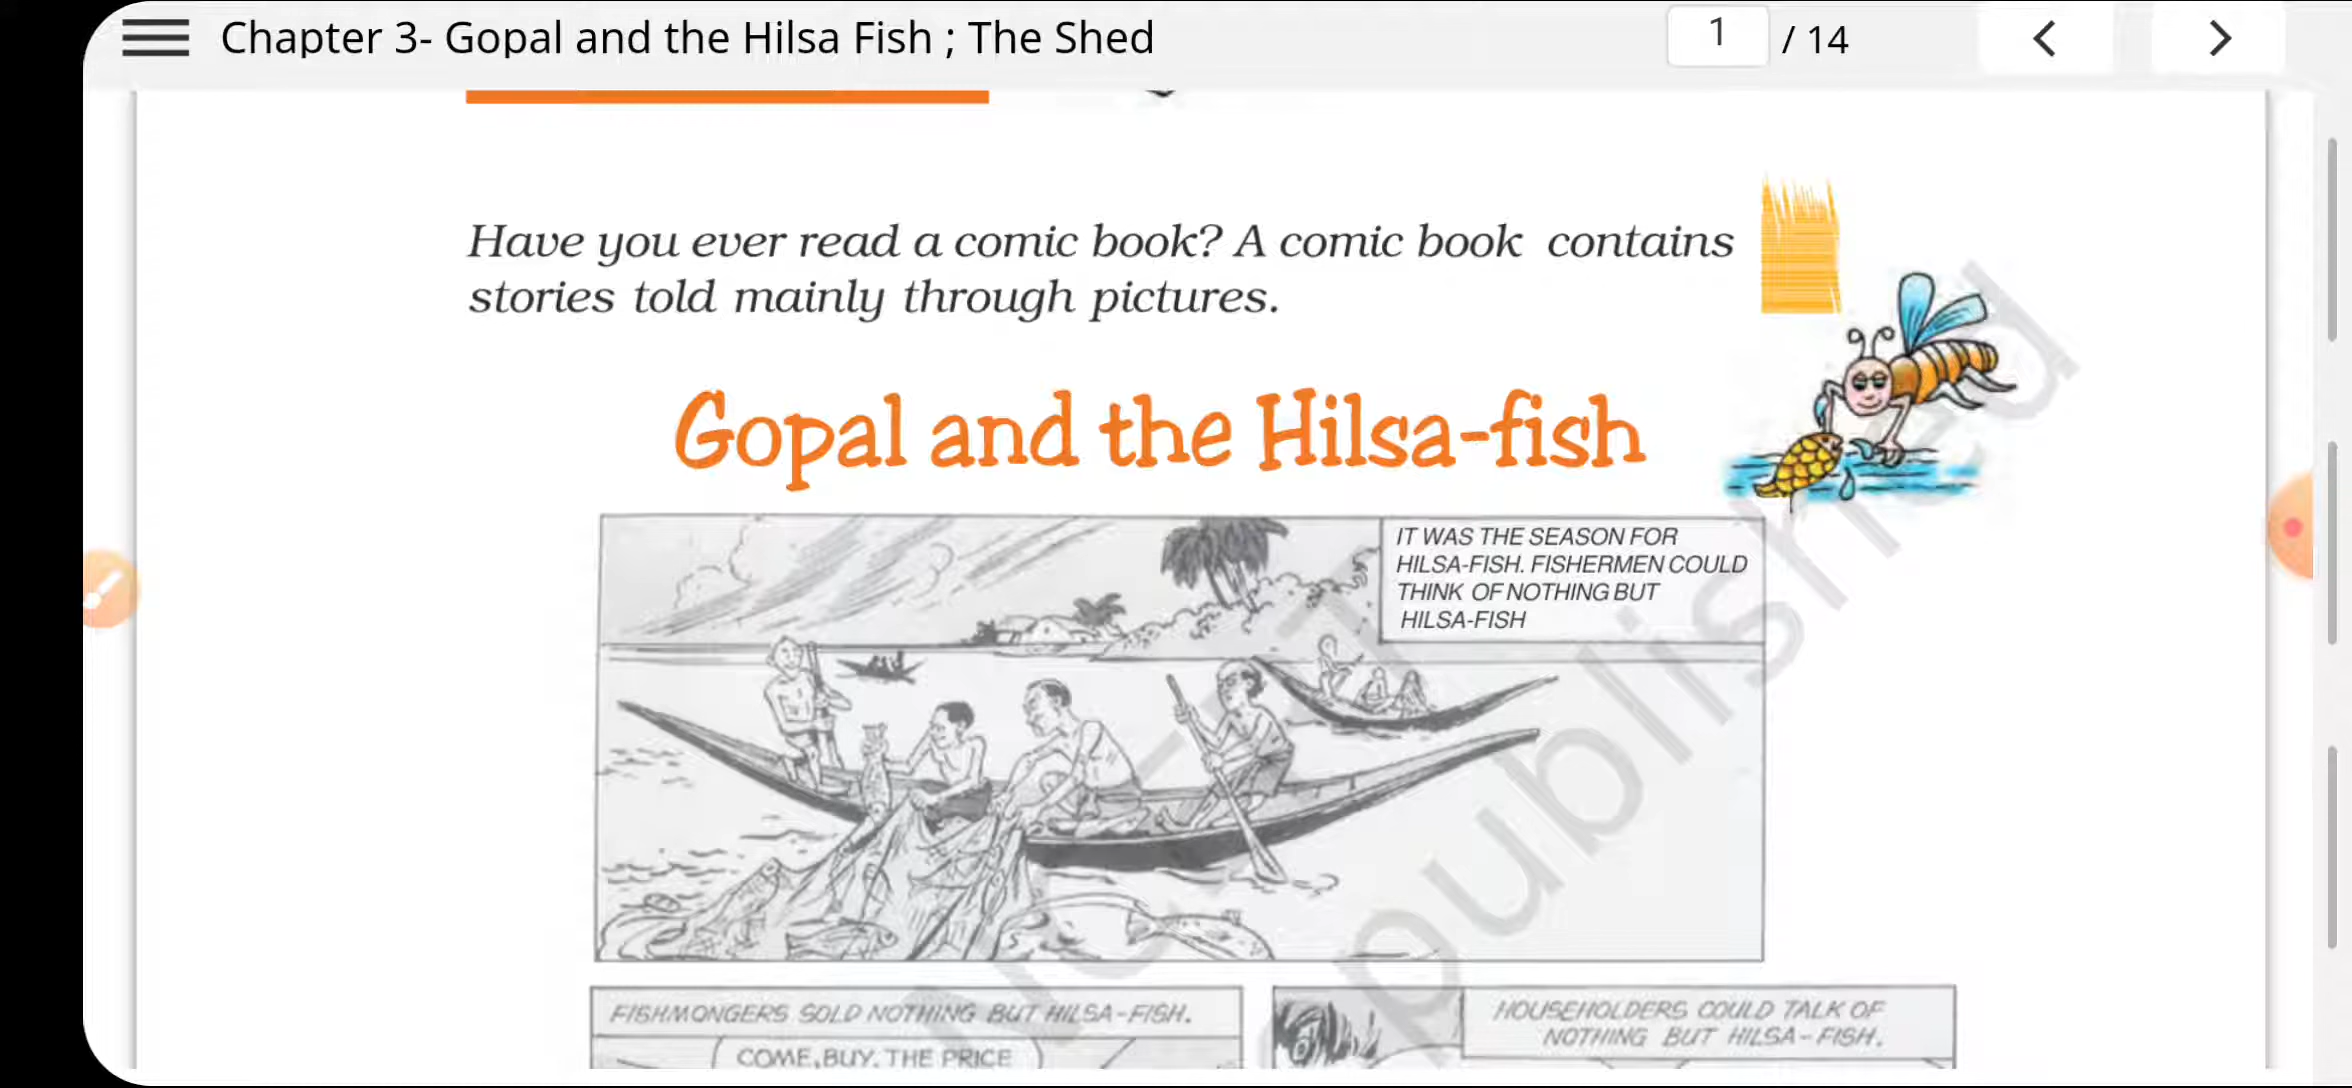 Chapter 3- Gopal and the Hilsa Fish ; The Shed
1 / 14
Have you ever read a comic book? A comic book contains
stories told mainly through pictures.
Gopal and the Hilsa-fish
IT WAS THE SEASON FOR
HILSA-FISH. FISHERMEN COULD
THINK OF NOTHING BUT
HILSA-FISH
FISHMONGERS SOLD NOTHING BUT HILSA-FISH.
COME, BUY. THE PRICE
HOUSEHOLDERS COULD TALK OF
NOTHING BUT HILSA-FISH.
published